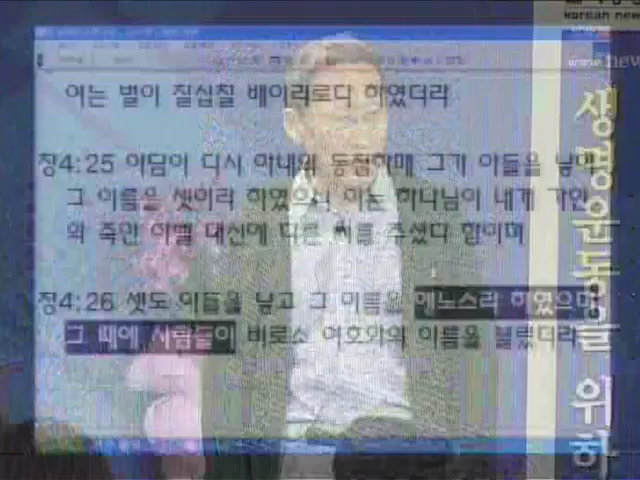 여는 벌이 칠십칠 배이리로다 하였더라
창4:25 아담이 다시 아내와 동침하매 그가 아들을 낳아
그 이름을 셋이라 하였으니 이는 하나님이 내게 가인
의 죽인 아벨 대신에 다른 씨를 주셨다 함이며
창4:26 셋도 아들을 낳고 그 이름을 에노스라 하였으며
그 때에 사람들이 비로소 여호와의 이름을 불렀더라
korean new
www.new
위하